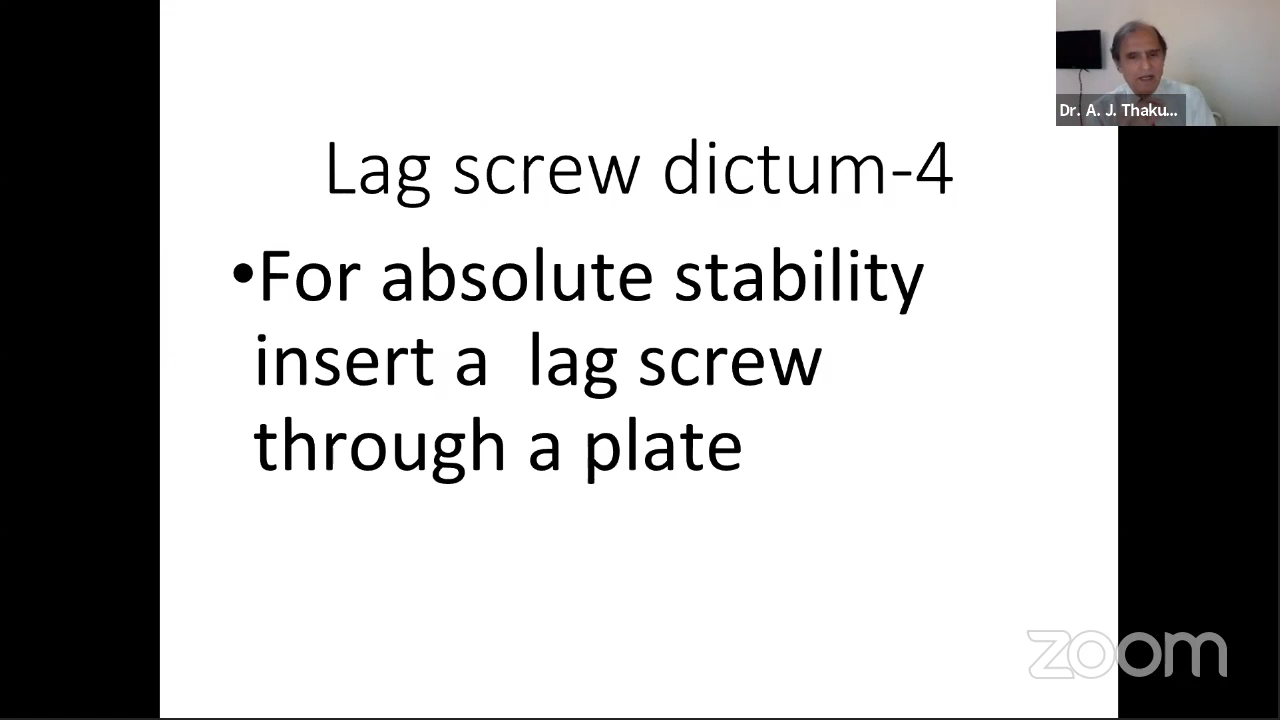 Dr. A. J. Thaku...
Lag screw dictum-4
•For absolute stability
insert a  lag screw
through a plate
zoom